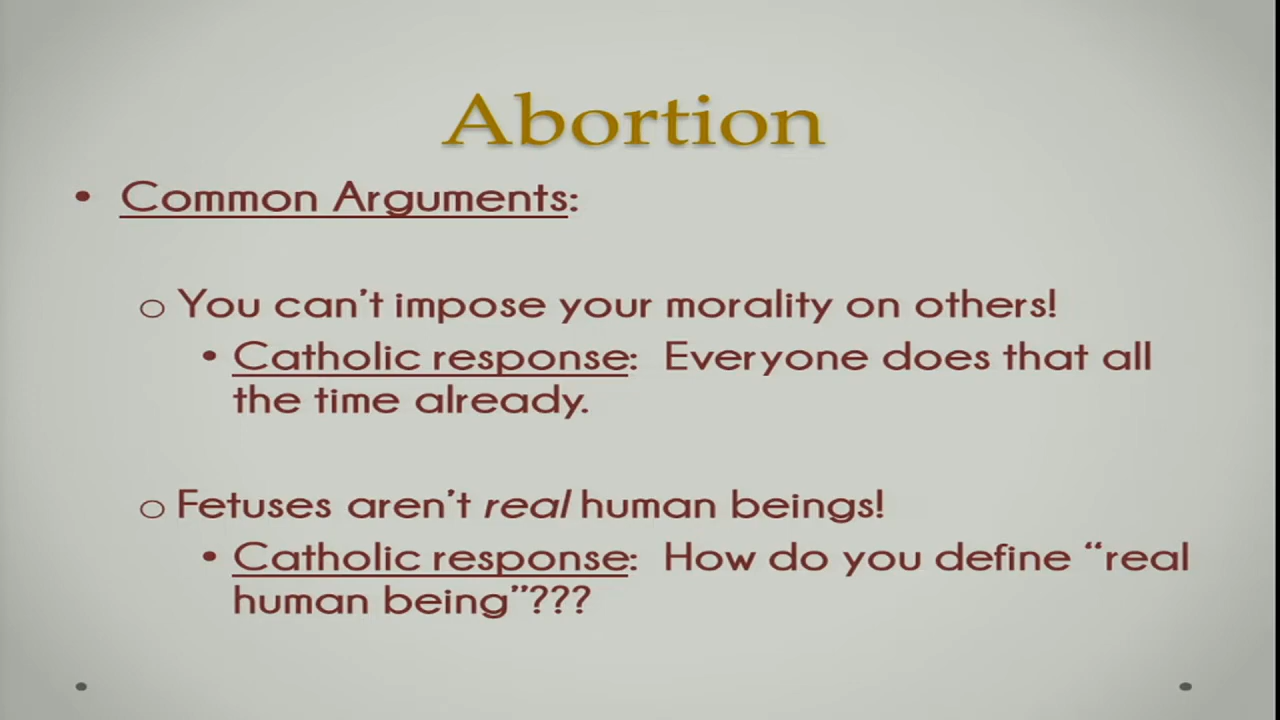 Abortion
• Common Arguments:
o You can't impose your morality on others!
• Catholic response:  Everyone does that all
the time already.
o Fetuses aren't real human beings!
• Catholic response:  How do you define “real
human being”???